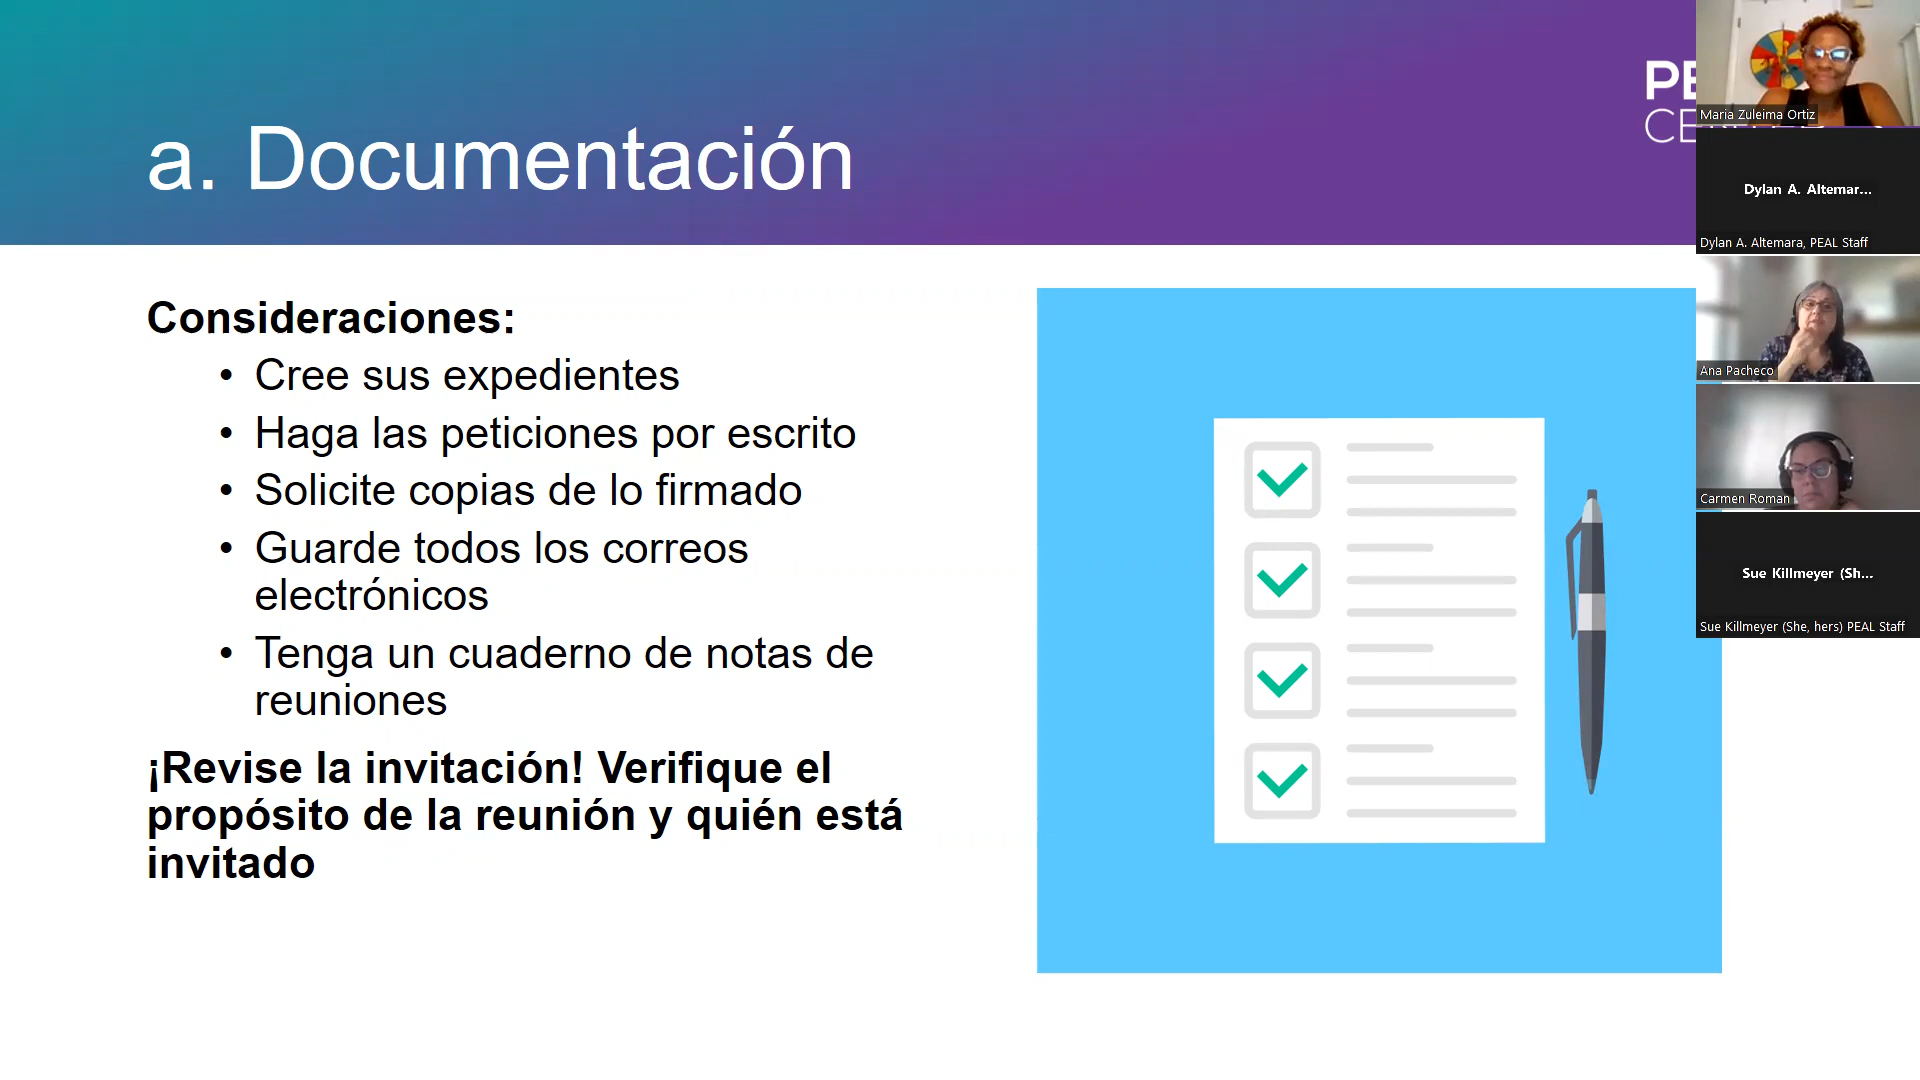 a. Documentación
Consideraciones:
• Cree sus expedientes
• Haga las peticiones por escrito
• Solicite copias de lo firmado
• Guarde todos los correos
electrónicos
• Tenga un cuaderno de notas de
reuniones
¡Revise la invitación! Verifique el
propósito de la reunión y quién está
invitado
Maria Zuleima Ortiz
Dylan A. Altemar...
Dylan A. Altemara, PEAL Staff
Ana Pacheco
Carmen Roman
Sue Killmeyer (Sh...
Sue Killmeyer (She, hers) PEAL Staff